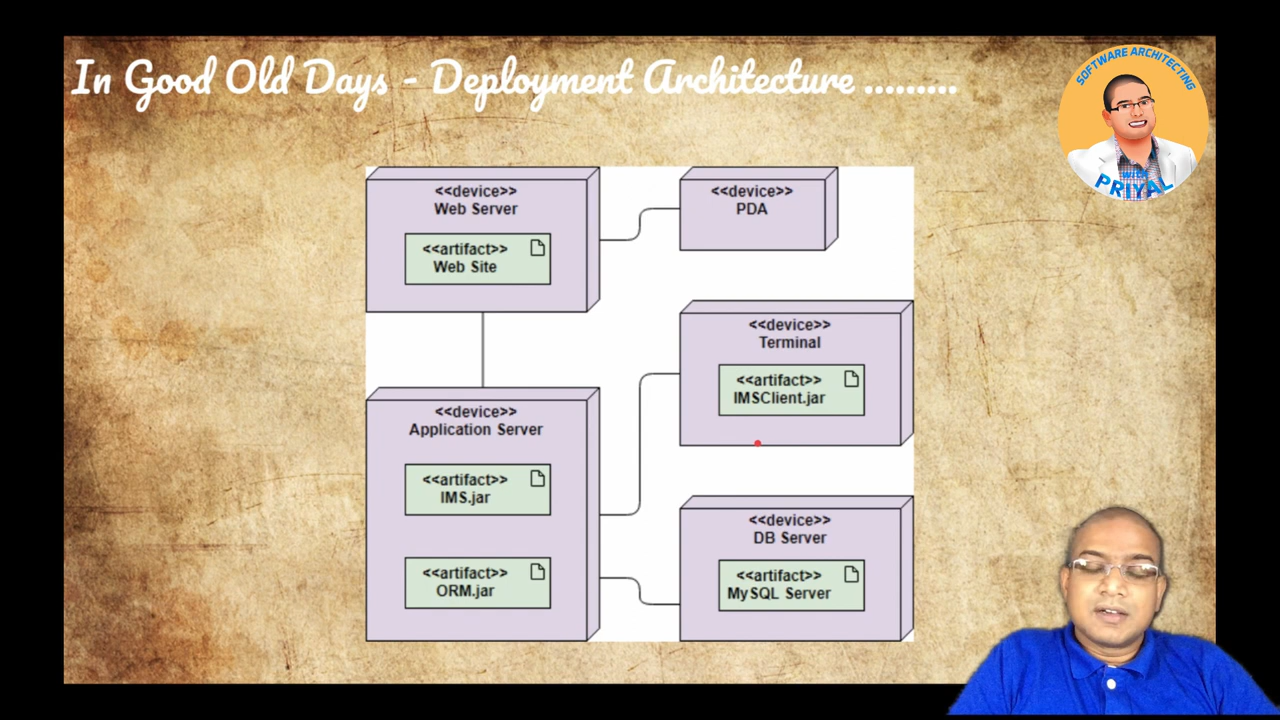 In Good Old Days - Deployment Architecture .........
SOFTWARE ARCHITECTING
WITH
PRIYAL
<<device>>
Web Server
<<artifact>>
Web Site
<<device>>
PDA
<<device>>
Terminal
<<artifact>>
IMSClient.jar
<<device>>
Application Server
<<artifact>>
IMS.jar
<<artifact>>
ORM.jar
<<device>>
DB Server
<<artifact>>
MySQL Server